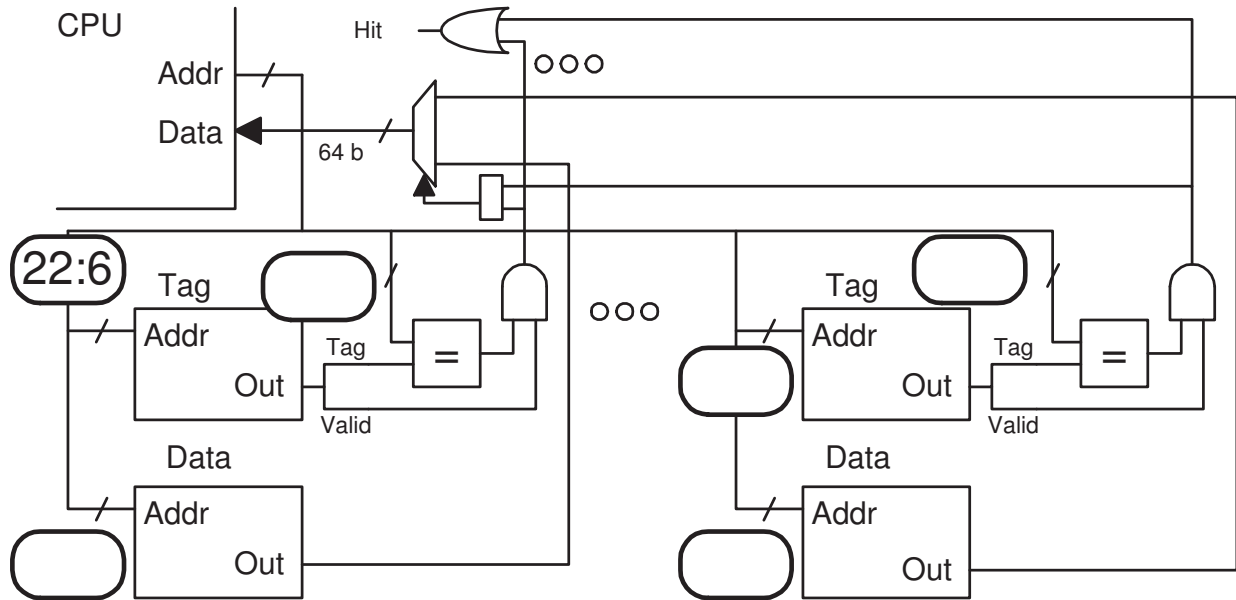 CPU
Hit
Addr
Data
64 b
22:6
Tag
Addr
Out
Tag
Valid
=
Data
Addr
Out
Tag
Addr
Out
Tag
Valid
=
Data
Addr
Out